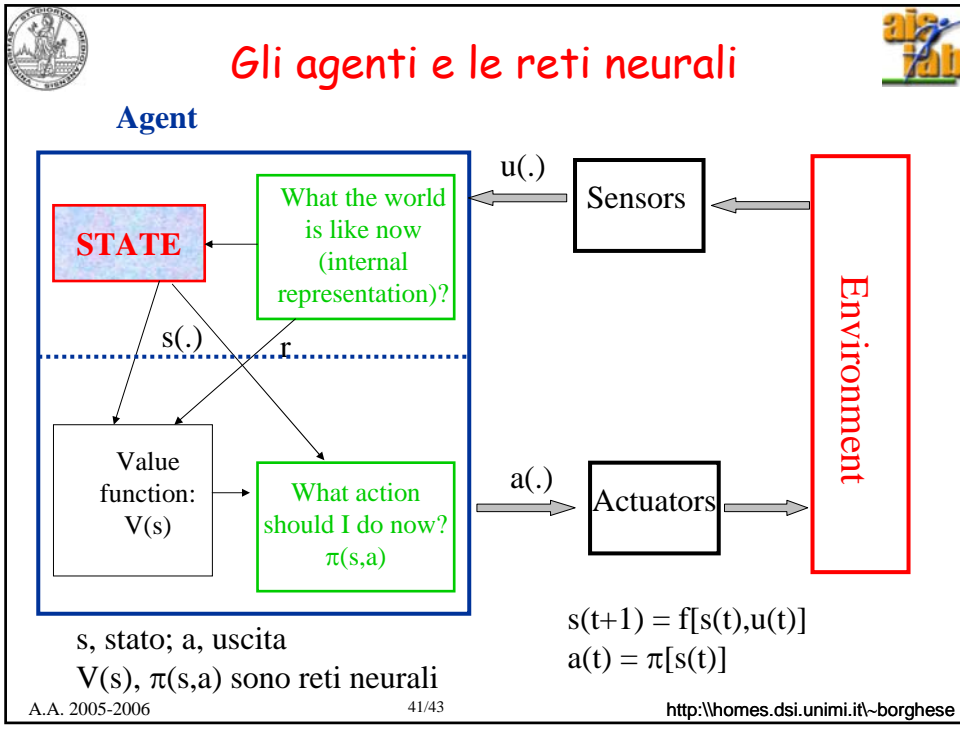 Gli agenti e le reti neurali
ais
lab
Agent
STATE
What the world
is like now
(internal
representation)?
s(.)
r
Value
function:
V(s)
What action
should I do now?
π(s,a)
u(.)
Sensors
a(.)
Actuators
Environment
s, stato; a, uscita
V(s), π(s,a) sono reti neurali
s(t+1) = f[s(t),u(t)]
a(t) = π[s(t)]
A.A. 2005-2006
41/43
http:\\homes.dsi.unimi.it\~borghese